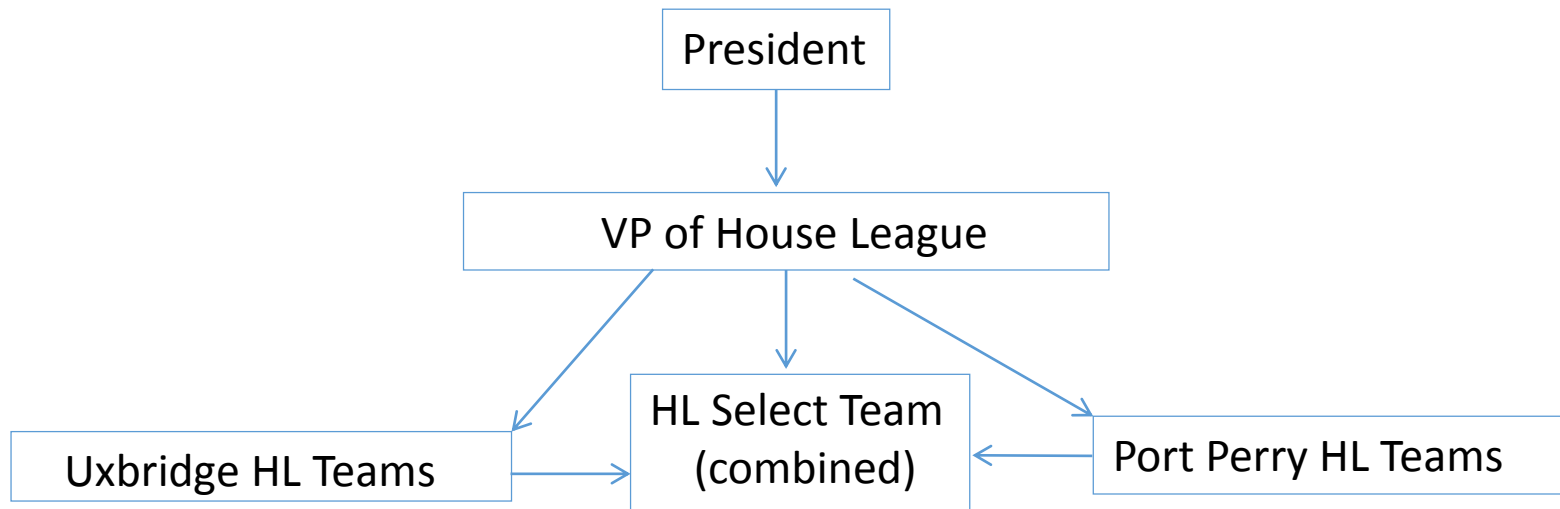 President
VP of House League
HL Select Team
(combined)
Uxbridge HL Teams
Port Perry HL Teams